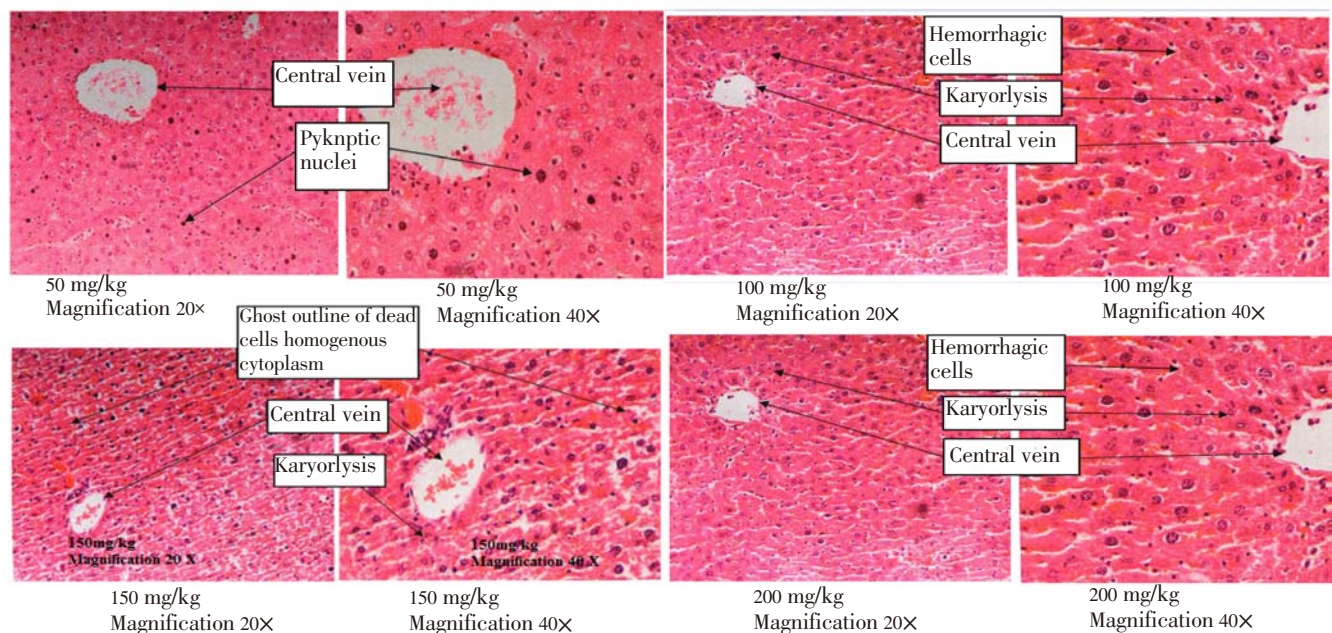 Central vein
Pyknptic
nuclei
50 mg/kg
Magnification 20×
50 mg/kg
Magnification 40×
Hemorrhagic
cells
Karyorlysis
Central vein
100 mg/kg
Magnification 20×
100 mg/kg
Magnification 40×
Ghost outline of dead
cells homogenous
cytoplasm
Central vein
Karyorlysis
150mg/kg
Magnification 20 X
150mg/kg
Magnification 40 X
150 mg/kg
Magnification 20×
150 mg/kg
Magnification 40×
Hemorrhagic
cells
Karyorlysis
Central vein
200 mg/kg
Magnification 20×
200 mg/kg
Magnification 40×